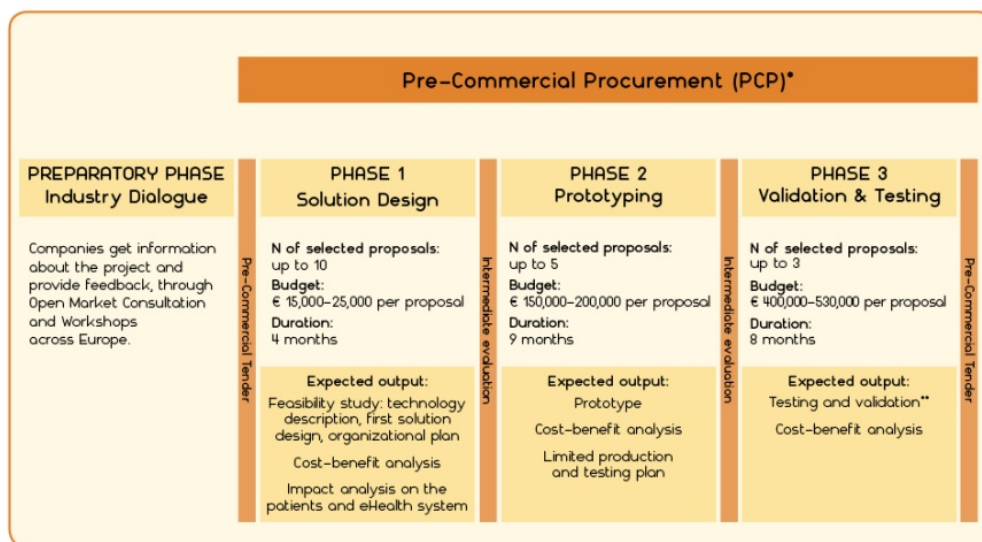 Pre-Commercial Procurement (PCP)*
PREPARATORY PHASE
Industry Dialogue
Companies get information
about the project and
provide feedback, through
Open Market Consultation
and Workshops
across Europe.
Pre-Commercial Tender
PHASE 1
Solution Design
N of selected proposals:
up to 10
Budget:
€ 15,000-25,000 per proposal
Duration:
4 months
Expected output:
Feasibility study: technology
description, first solution
design, organizational plan
Cost-benefit analysis
Impact analysis on the
patients and eHealth system
Intermediate evaluation
PHASE 2
Prototyping
N of selected proposals:
up to 5
Budget:
€ 150,000-200,000 per proposal
Duration:
9 months
Expected output:
Prototype
Cost-benefit analysis
Limited production
and testing plan
Intermediate evaluation
PHASE 3
Validation & Testing
N of selected proposals:
up to 3
Budget:
€ 400,000-530,000 per proposal
Duration:
8 months
Expected output:
Testing and validation**
Cost-benefit analysis
Pre-Commercial Tender